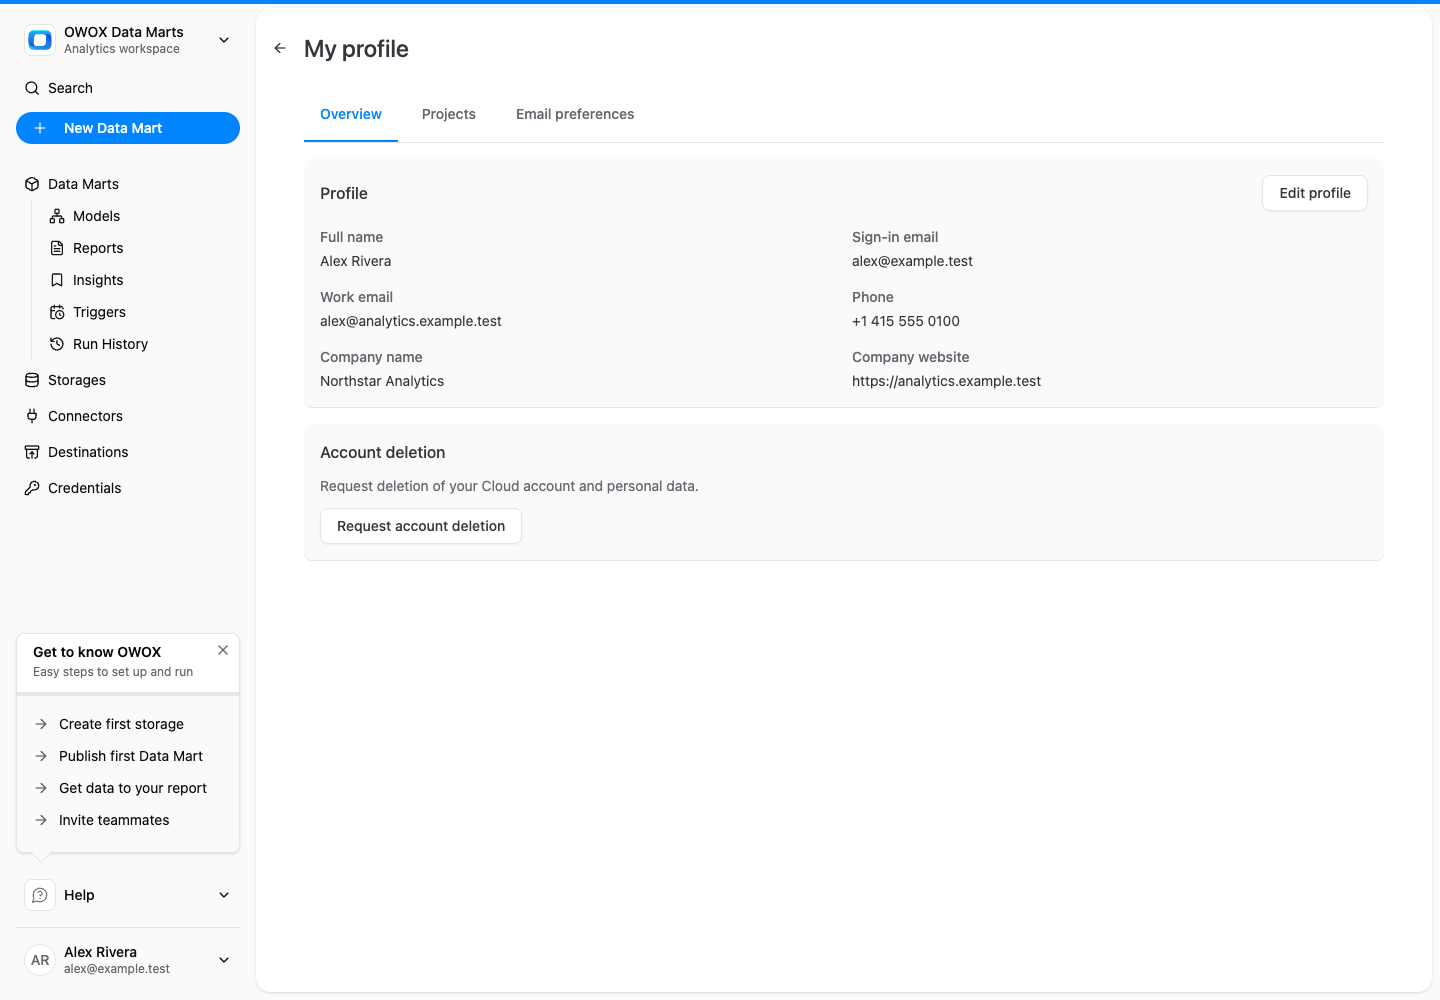 OWOX Data Marts
Analytics workspace
Search
New Data Mart
Data Marts
Models
Reports
Insights
Triggers
Run History
Storages
Connectors
Destinations
Credentials
Get to know OWOX
Easy steps to set up and run
Create first storage
Publish first Data Mart
Get data to your report
Invite teammates
Help
AR
Alex Rivera
alex@example.test
My profile
Overview
Projects
Email preferences
Profile
Edit profile
Full name
Alex Rivera
Sign-in email
alex@example.test
Work email
alex@analytics.example.test
Phone
+1 415 555 0100
Company name
Northstar Analytics
Company website
https://analytics.example.test
Account deletion
Request deletion of your Cloud account and personal data.
Request account deletion